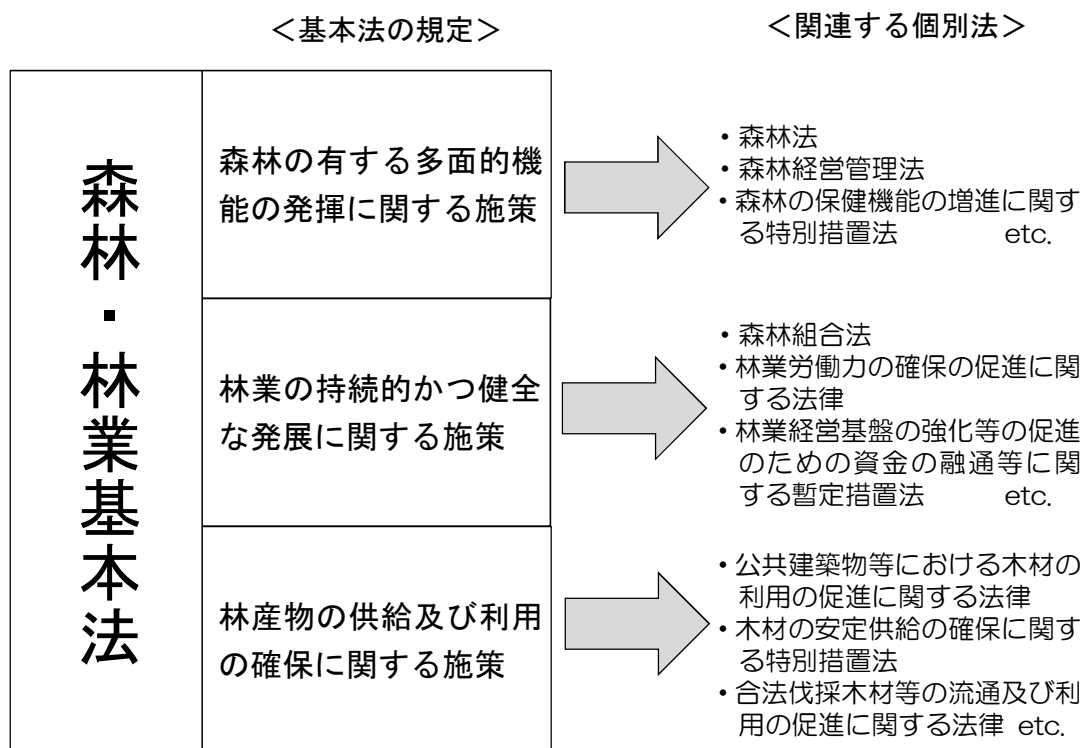 ＜基本法の規定＞
＜関連する個別法＞
森林・林業基本法
森林の有する多面的機
能の発揮に関する施策
・森林法
・森林経営管理法
・森林の保健機能の増進に関す
る特別措置法 etc.
林業の持続的かつ健全
な発展に関する施策
・森林組合法
・林業労働力の確保の促進に関
する法律
・林業経営基盤の強化等の促進
のための資金の融通等に関
する暫定措置法 etc.
林産物の供給及び利用
の確保に関する施策
・公共建築物等における木材の
利用の促進に関する法律
・木材の安定供給の確保に関す
る特別措置法
・合法伐採木材等の流通及び利
用の促進に関する法律 etc.